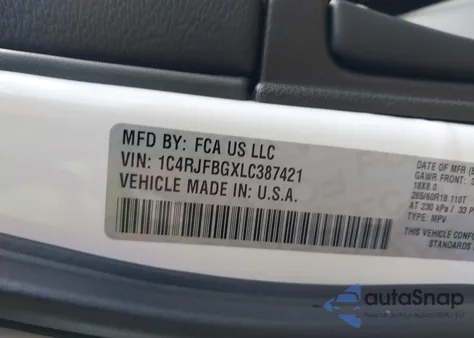 MFD BY: FCA US LLC
VIN: 1C4RJFBGXLC387421
VEHICLE MADE IN: U.S.A.
DATE OF MFR
GAWR FRONT:
18X8.0
265/60R18 110T
AT 230 kPa / 33 P
TYPE: MPV
THIS VEHICLE CONF
STANDARDS
autoSnap